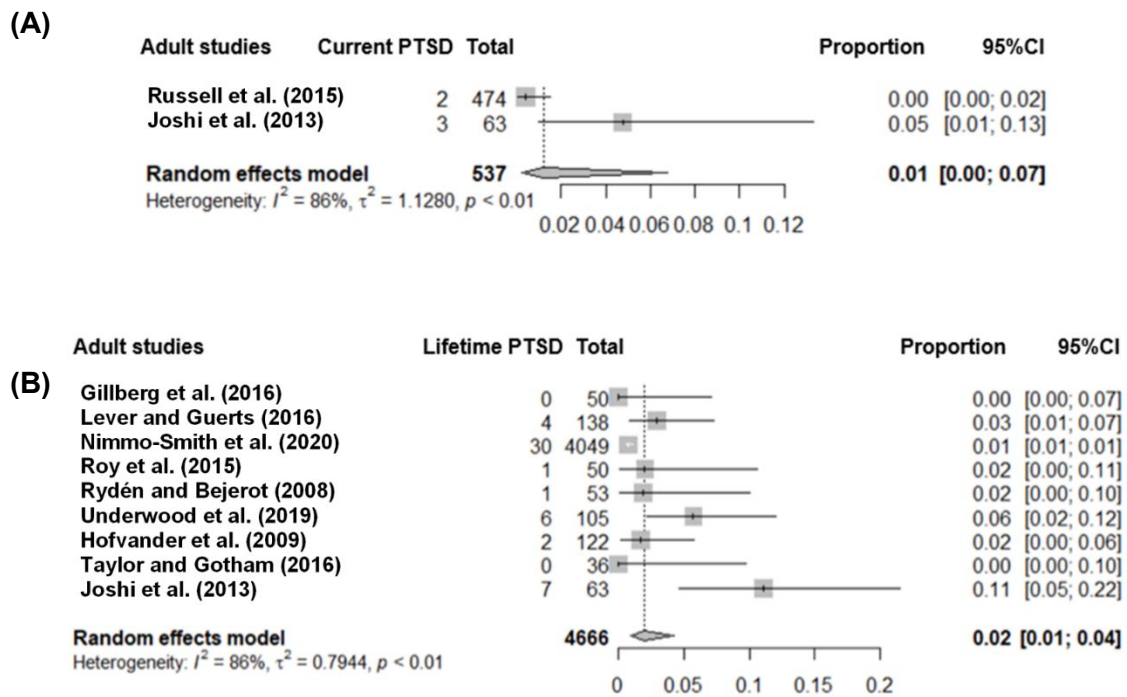 (A)
Adult studies Current PTSD Total Proportion 95%CI
Russell et al. (2015) 2 474 0.00 [0.00; 0.02]
Joshi et al. (2013) 3 63 0.05 [0.01; 0.13]
Random effects model 537 0.01 [0.00; 0.07]
Heterogeneity: I² = 86%, τ² = 1.1280, p < 0.01
0.02 0.04 0.06 0.08 0.1 0.12
(B)
Adult studies Lifetime PTSD Total Proportion 95%CI
Gillberg et al. (2016) 0 50 0.00 [0.00; 0.07]
Lever and Guerts (2016) 4 138 0.03 [0.01; 0.07]
Nimmo-Smith et al. (2020) 30 4049 0.01 [0.01; 0.01]
Roy et al. (2015) 1 50 0.02 [0.00; 0.11]
Rydén and Bejerot (2008) 1 53 0.02 [0.00; 0.10]
Underwood et al. (2019) 6 105 0.06 [0.02; 0.12]
Hofvander et al. (2009) 2 122 0.02 [0.00; 0.06]
Taylor and Gotham (2016) 0 36 0.00 [0.00; 0.10]
Joshi et al. (2013) 7 63 0.11 [0.05; 0.22]
Random effects model 4666 0.02 [0.01; 0.04]
Heterogeneity: I² = 86%, τ² = 0.7944, p < 0.01
0 0.05 0.1 0.15 0.2